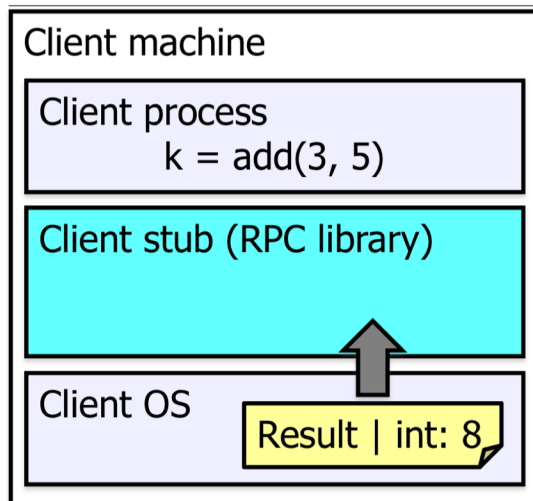 Client machine
Client process
k = add(3, 5)
Client stub (RPC library)
Client OS
Result | int: 8